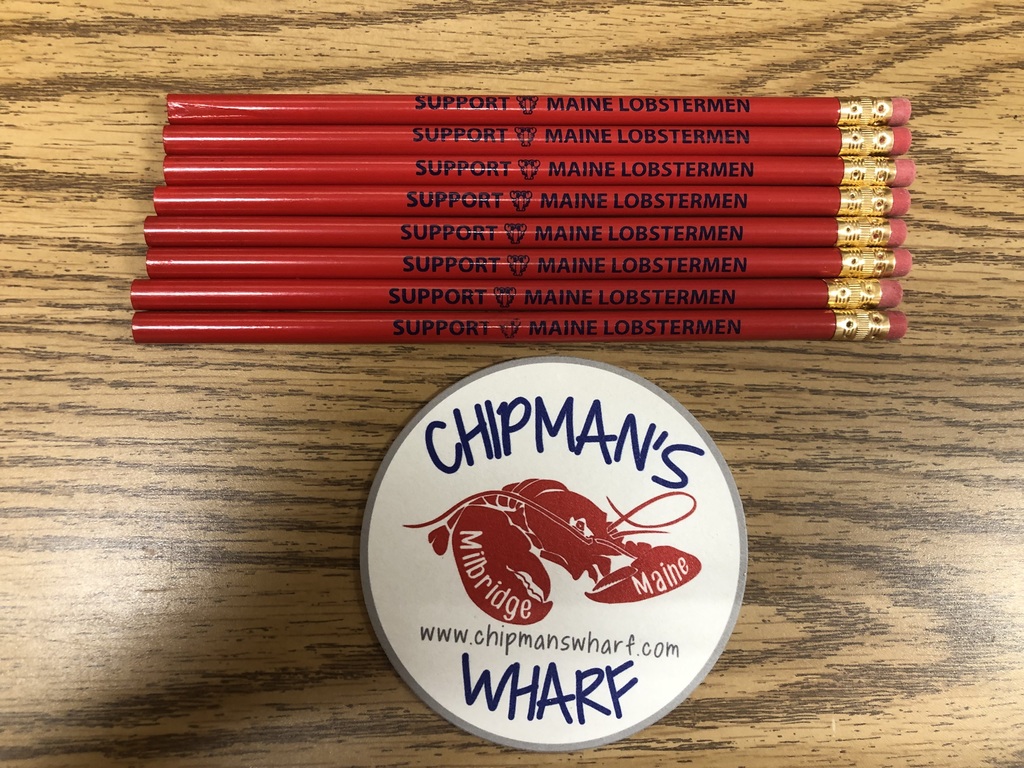 SUPPORT MAINE LOBSTERMEN
SUPPORT MAINE LOBSTERMEN
SUPPORT MAINE LOBSTERMEN
SUPPORT MAINE LOBSTERMEN
SUPPORT MAINE LOBSTERMEN
SUPPORT MAINE LOBSTERMEN
SUPPORT MAINE LOBSTERMEN
SUPPORT MAINE LOBSTERMEN
CHIPMAN'S
Milbridge
Maine
www.chipmanswharf.com
WHARF